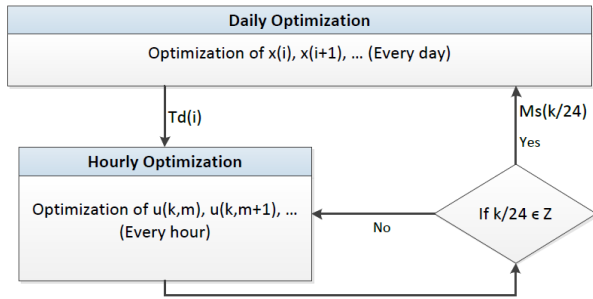 Daily Optimization
Optimization of x(i), x(i+1), ... (Every day)
Td(i)
Ms(k/24)
Yes
Hourly Optimization
Optimization of u(k,m), u(k,m+1), ...
(Every hour)
No
If k/24 ϵ Z